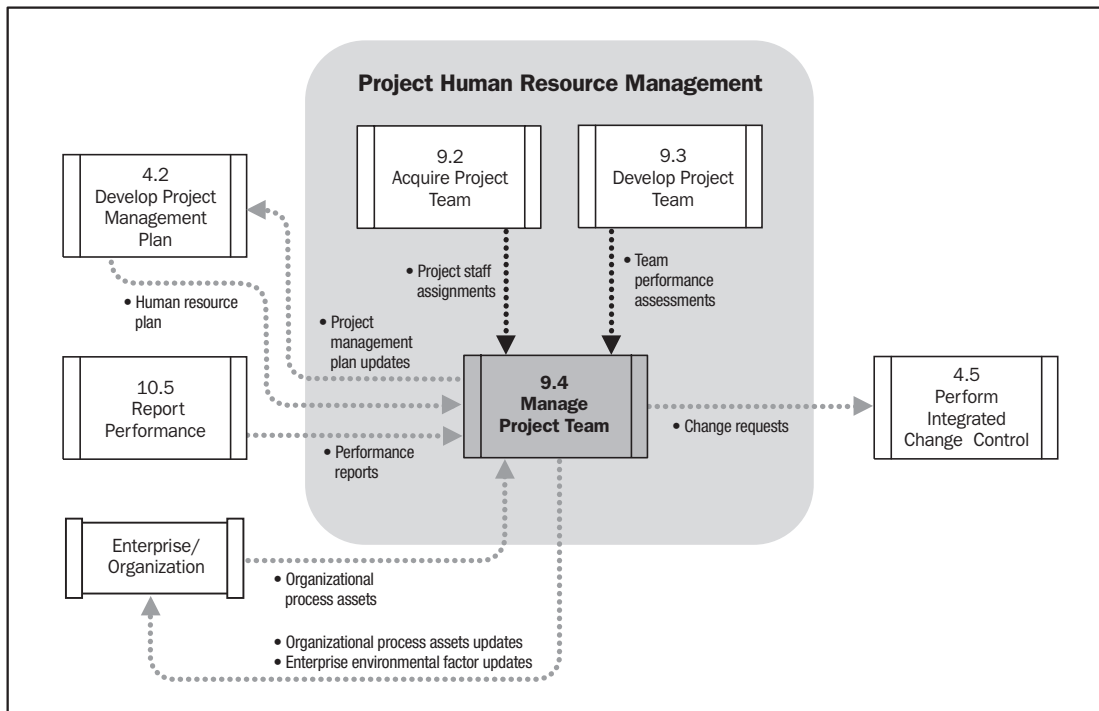 Project Human Resource Management
9.2
Acquire Project
Team
9.3
Develop Project
Team
4.2
Develop Project
Management
Plan
• Project staff
assignments
• Team
performance
assessments
• Human resource
plan
• Project
management
plan updates
10.5
Report
Performance
9.4
Manage
Project Team
4.5
Perform
Integrated
Change Control
• Change requests
• Performance
reports
Enterprise/
Organization
• Organizational
process assets
• Organizational process assets updates
• Enterprise environmental factor updates